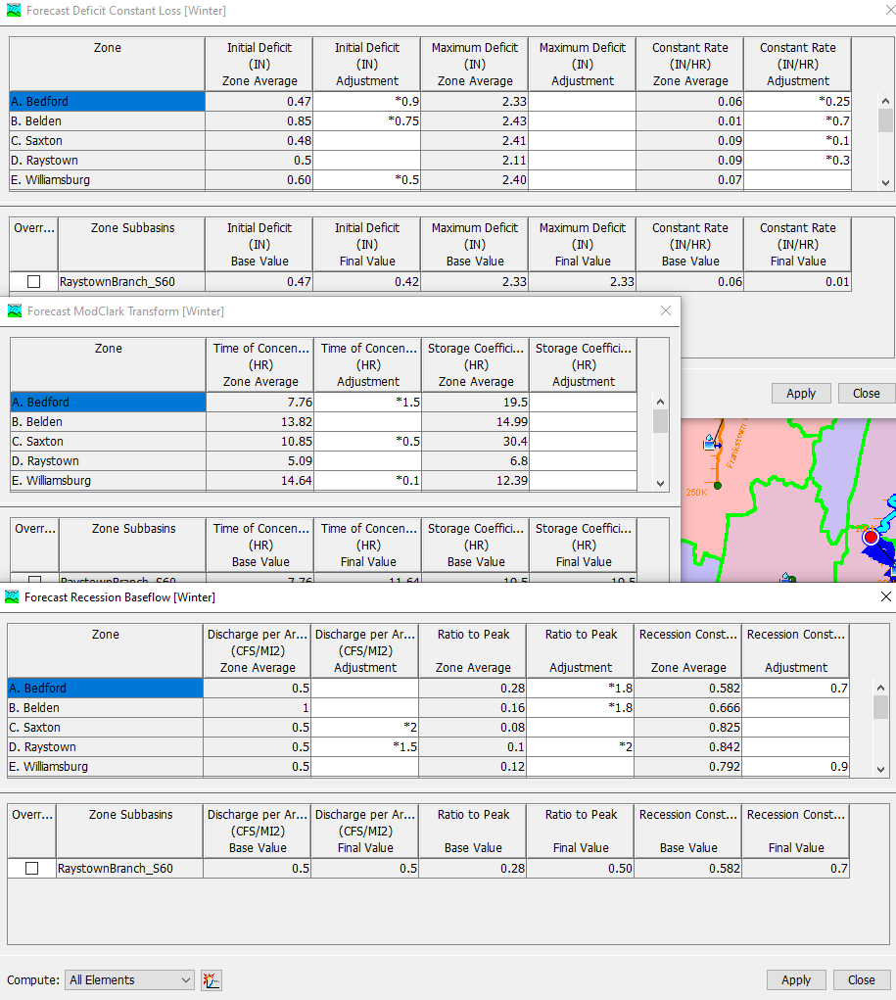 Forecast Deficit Constant Loss [Winter]
Zone Initial Deficit (IN) Zone Average Initial Deficit (IN) Adjustment Maximum Deficit (IN) Zone Average Maximum Deficit (IN) Adjustment Constant Rate (IN/HR) Zone Average Constant Rate (IN/HR) Adjustment
A. Bedford 0.47 *0.9 2.33 0.06 *0.25
B. Belden 0.85 *0.75 2.43 0.01 *0.7
C. Saxton 0.48 2.41 0.09 *0.1
D. Raystown 0.5 2.11 0.09 *0.3
E. Williamsburg 0.60 *0.5 2.40 0.07
Overr... Zone Subbasins Initial Deficit (IN) Base Value Initial Deficit (IN) Final Value Maximum Deficit (IN) Base Value Maximum Deficit (IN) Final Value Constant Rate (IN/HR) Base Value Constant Rate (IN/HR) Final Value
RaystownBranch_S60 0.47 0.42 2.33 2.33 0.06 0.01
Apply Close
Forecast ModClark Transform [Winter]
Zone Time of Concen... (HR) Zone Average Time of Concen... (HR) Adjustment Storage Coeffici... (HR) Zone Average Storage Coeffici... (HR) Adjustment
A. Bedford 7.76 *1.5 19.5
B. Belden 13.82 14.99
C. Saxton 10.85 *0.5 30.4
D. Raystown 5.09 6.8
E. Williamsburg 14.64 *0.1 12.39
Overr... Zone Subbasins Time of Concen... (HR) Base Value Time of Concen... (HR) Final Value Storage Coeffici... (HR) Base Value Storage Coeffici... (HR) Final Value
RaystownBranch_S60 7.76 11.64 19.5 19.5
Frankstown
250K
Forecast Recession Baseflow [Winter]
Zone Discharge per Ar... (CFS/MI2) Zone Average Discharge per Ar... (CFS/MI2) Adjustment Ratio to Peak Zone Average Ratio to Peak Adjustment Recession Const... Zone Average Recession Const... Adjustment
A. Bedford 0.5 0.28 *1.8 0.582 0.7
B. Belden 1 0.16 *1.8 0.666
C. Saxton 0.5 *2 0.08 0.825
D. Raystown 0.5 *1.5 0.1 *2 0.842
E. Williamsburg 0.5 0.12 0.792 0.9
Overr... Zone Subbasins Discharge per Ar... (CFS/MI2) Base Value Discharge per Ar... (CFS/MI2) Final Value Ratio to Peak Base Value Ratio to Peak Final Value Recession Const... Base Value Recession Const... Final Value
RaystownBranch_S60 0.5 0.5 0.28 0.50 0.582 0.7
Compute: All Elements Apply Close